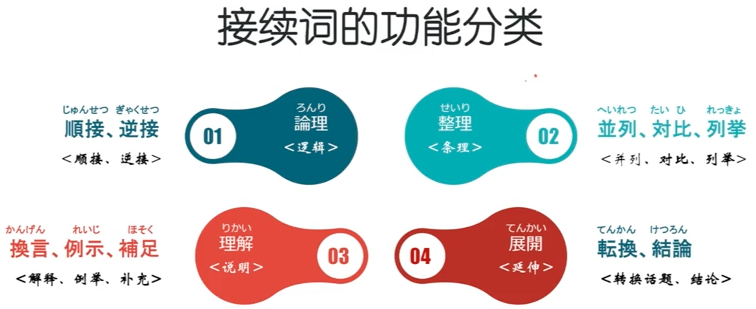 接续词的功能分类
じゅんせつ ぎゃくせつ
順接、逆接
<顺接、逆接>
01
ろんり
論理
<逻辑>
せいり
整理
<条理>
02
へいれつ たい ひ れっきょ
並列、対比、列挙
<并列、对比、列举>
かんげん れいじ ほそく
換言、例示、補足
<解释、例举、补充>
りかい
理解
<说明>
03
04
てんかい
展開
<延伸>
てんかん けつろん
転換、結論
<转换话题、结论>